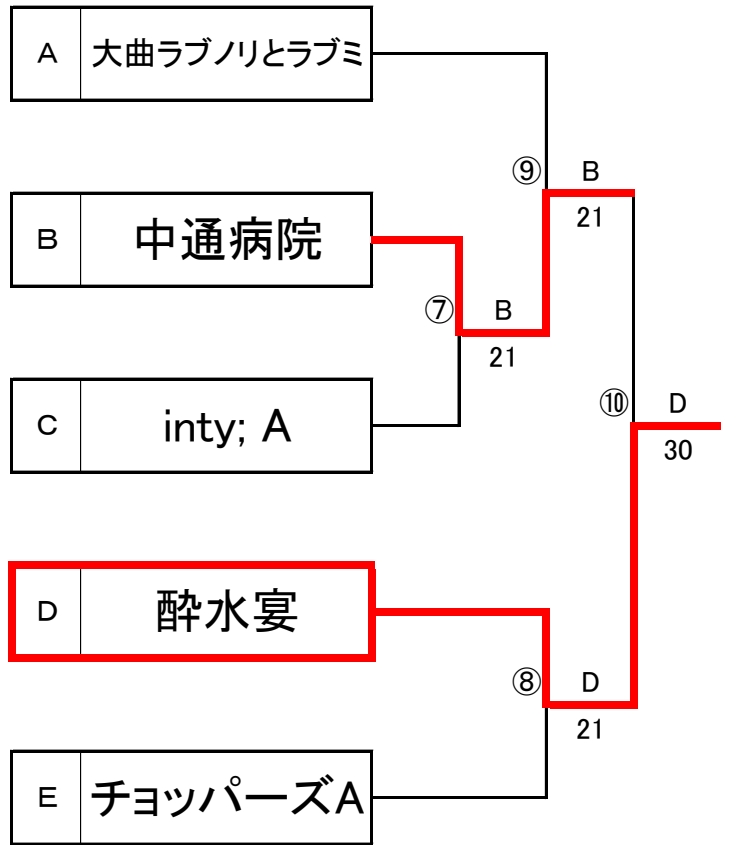 A 大曲ラブノリとラブミ
⑨ B
21
B 中通病院
⑦ B
21
C inty; A
⑩ D
30
D 酔水宴
⑧ D
21
E チョッパーズA